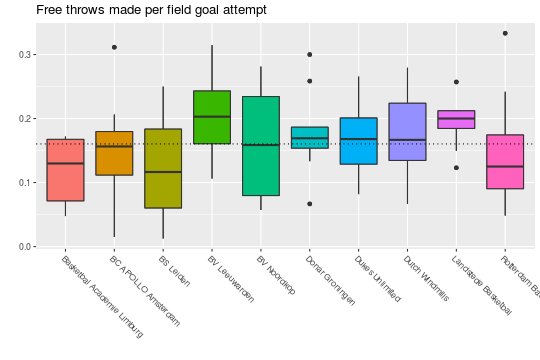 Free throws made per field goal attempt
0.3
0.2
0.1
0.0
Basketbal Academie Limburg
BC APOLLO Amsterdam
BS Leiden
BV Leeuwarden
BV Noordkop
Donar Groningen
Dukes Unlimited
Dutch Windmills
Landstede Basketbal
Rotterdam Bas